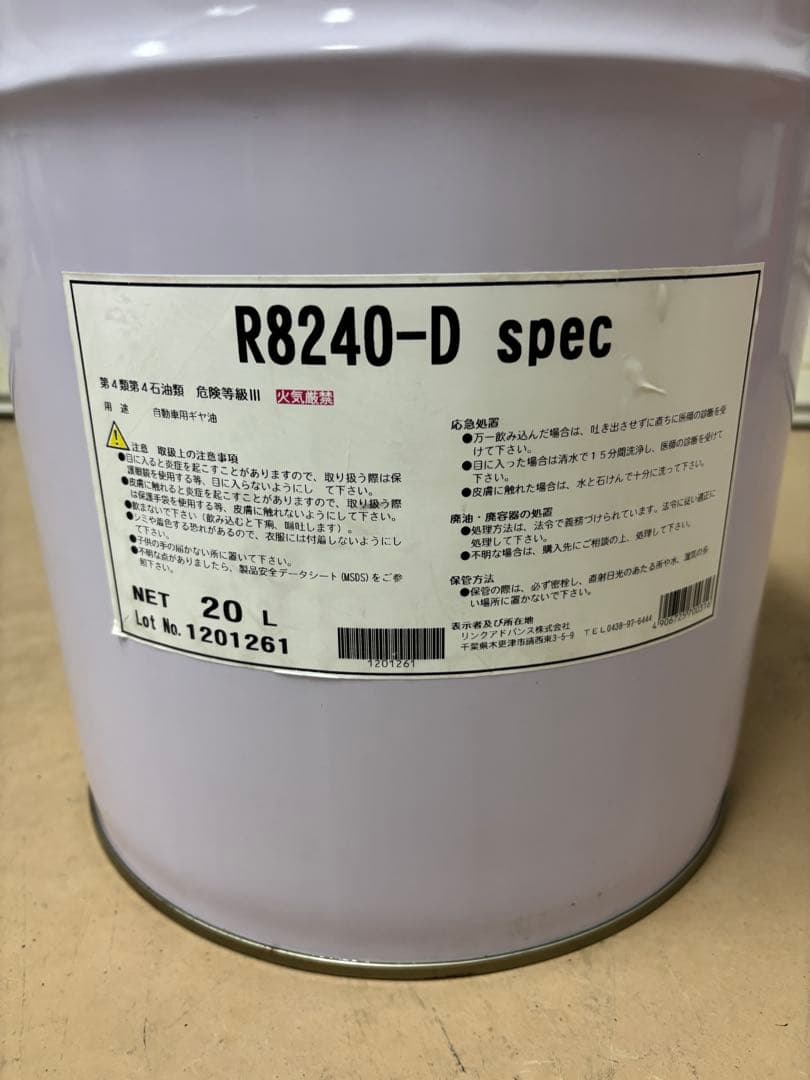 R8240-D spec
第4類第4石油類 危険等級Ⅲ 火気厳禁
用 途 自動車用ギヤ油
注意 取扱上の注意事項
●目に入ると炎症を起こすことがありますので、取り扱う際は保
護眼鏡を使用する等、目に入らないようにし て下さい。
●皮膚に触れると炎症を起こすことがありますので、取り扱う際
は保護手袋を使用する等、皮膚に触れないようにして下さい。
●飲まないで下さい（飲み込むと下痢、嘔吐します）。
●シミや着色する恐れがあるので、衣服には付着しないようにし
て下さい。
●子供の手の届かない所に置いて下さい。
●不明な点がありましたら、製品安全データシート(MSDS)をご参
照下さい。
NET 20 L
Lot No. 1201261
1201261
応急処置
●万一飲み込んだ場合は、吐き出させずに直ちに医師の診断を受
けて下さい。
●目に入った場合は清水で15分間洗浄し、医師の診断を受けて
下さい。
●皮膚に触れた場合は、水と石けんで十分に洗って下さい。
廃油・廃容器の処置
●処理方法は、法令で義務づけられています。法令に従い適正に
処理して下さい。
●不明な場合は、購入先にご相談の上、処理して下さい。
保管方法
●保管の際は、必ず密栓し、直射日光のあたる所や水、湿気の多
い場所に置かないで下さい。
表示者及び所在地
リンクアドバンス株式会社
千葉県木更津市請西東3-5-9 TEL0438-97-6444